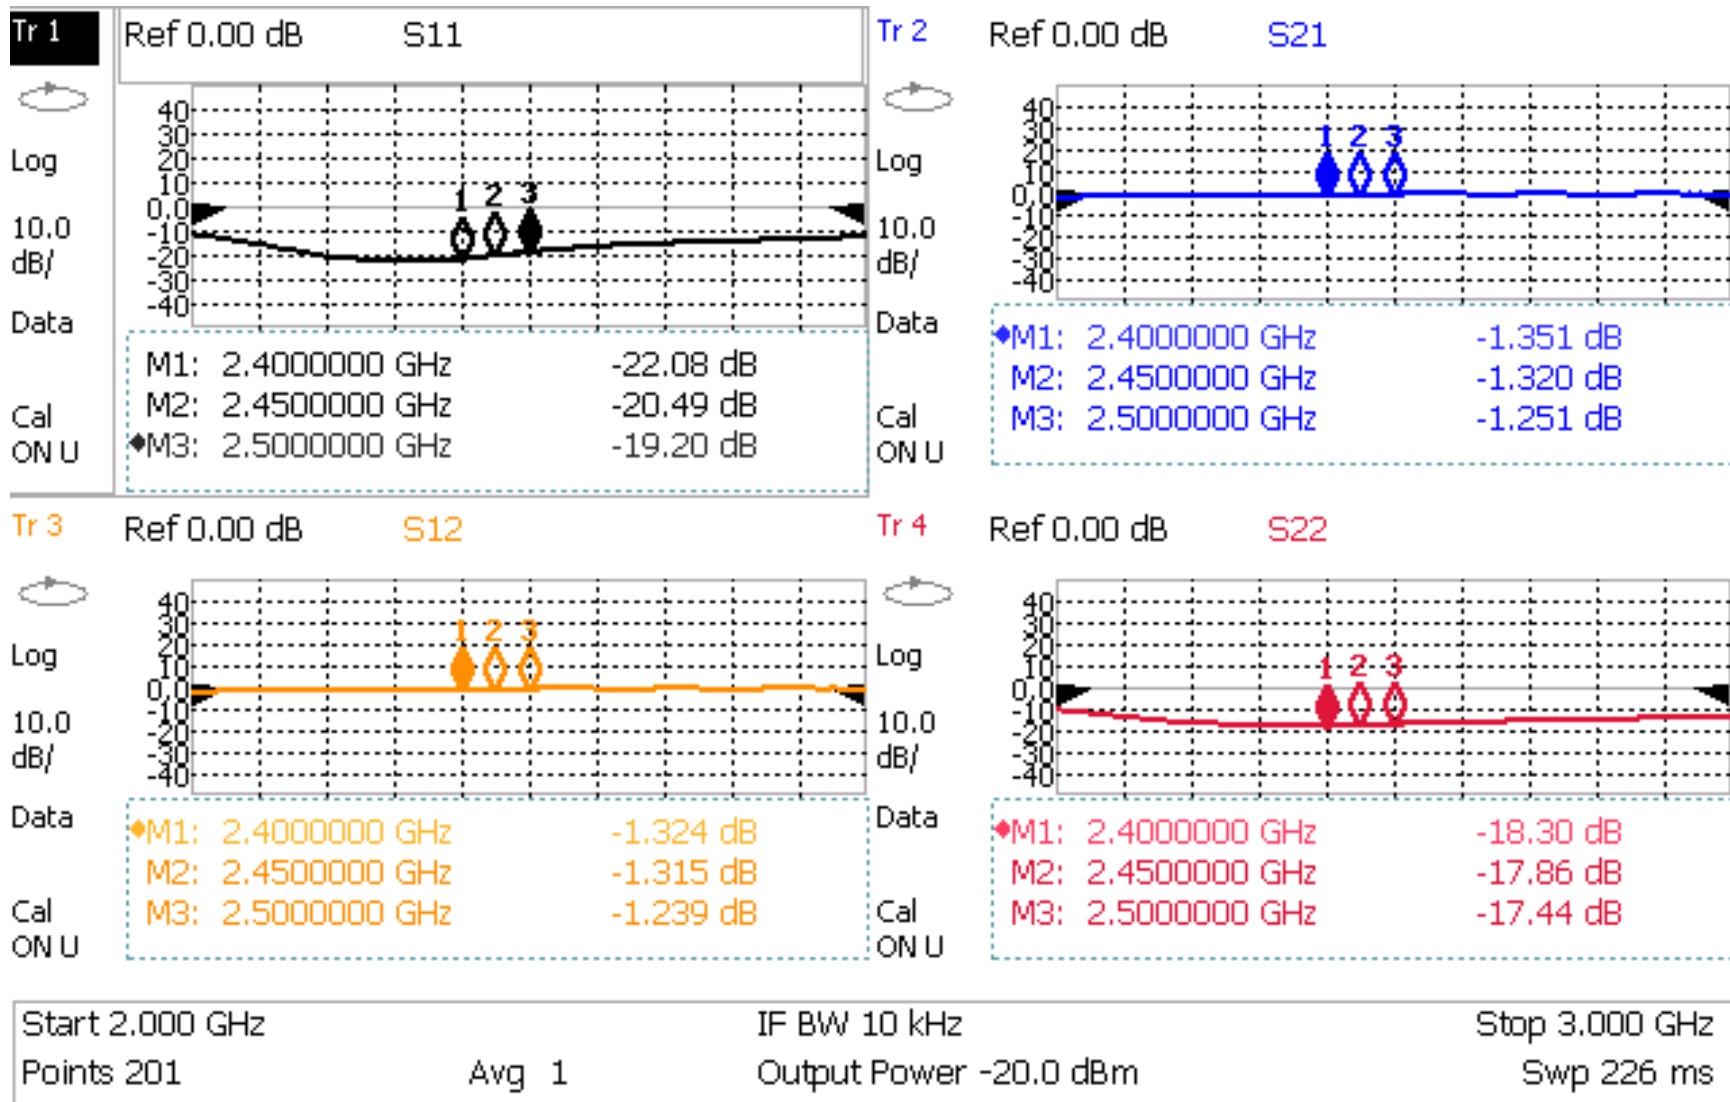 Tr 1 Ref 0.00 dB S11
40
30
20
10
0.0
-10
-20
-30
-40
1 2 3
Log
10.0
dB/
Data
Cal
ON U
M1: 2.4000000 GHz -22.08 dB
M2: 2.4500000 GHz -20.49 dB
M3: 2.5000000 GHz -19.20 dB
Tr 2 Ref 0.00 dB S21
40
30
20
10
0.0
-10
-20
-30
-40
1 2 3
Log
10.0
dB/
Data
Cal
ON U
M1: 2.4000000 GHz -1.351 dB
M2: 2.4500000 GHz -1.320 dB
M3: 2.5000000 GHz -1.251 dB
Tr 3 Ref 0.00 dB S12
40
30
20
10
0.0
-10
-20
-30
-40
1 2 3
Log
10.0
dB/
Data
Cal
ON U
M1: 2.4000000 GHz -1.324 dB
M2: 2.4500000 GHz -1.315 dB
M3: 2.5000000 GHz -1.239 dB
Tr 4 Ref 0.00 dB S22
40
30
20
10
0.0
-10
-20
-30
-40
1 2 3
Log
10.0
dB/
Data
Cal
ON U
M1: 2.4000000 GHz -18.30 dB
M2: 2.4500000 GHz -17.86 dB
M3: 2.5000000 GHz -17.44 dB
Start 2.000 GHz IF BW 10 kHz Stop 3.000 GHz
Points 201 Avg 1 Output Power -20.0 dBm Swp 226 ms